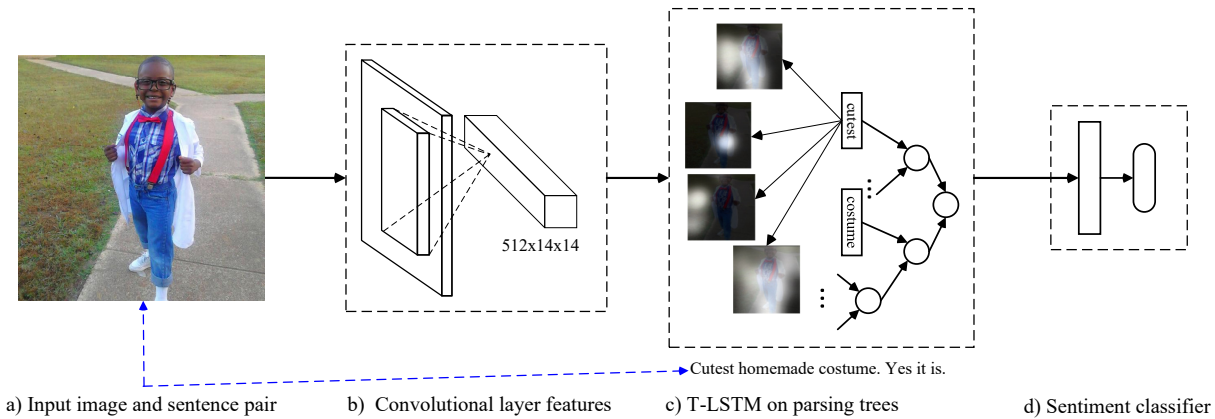 cutest
costume
512x14x14
Cutest homemade costume. Yes it is.
a) Input image and sentence pair
b) Convolutional layer features
c) T-LSTM on parsing trees
d) Sentiment classifier